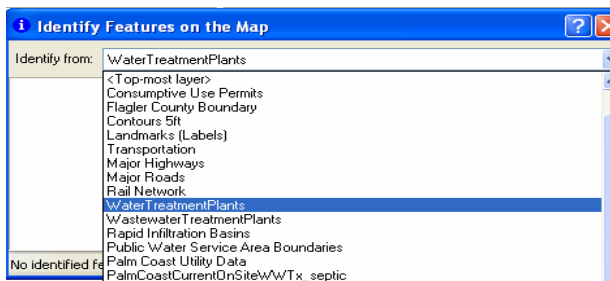 Identify Features on the Map
Identify from: WaterTreatmentPlants
<Top-most layer>
Consumptive Use Permits
Flagler County Boundary
Contours 5ft
Landmarks (Labels)
Transportation
Major Highways
Major Roads
Rail Network
WaterTreatmentPlants
WastewaterTreatmentPlants
Rapid Infiltration Basins
Public Water Service Area Boundaries
Palm Coast Utility Data
No identified fe
PalmCoastCurrentOnSiteWWTx_septic